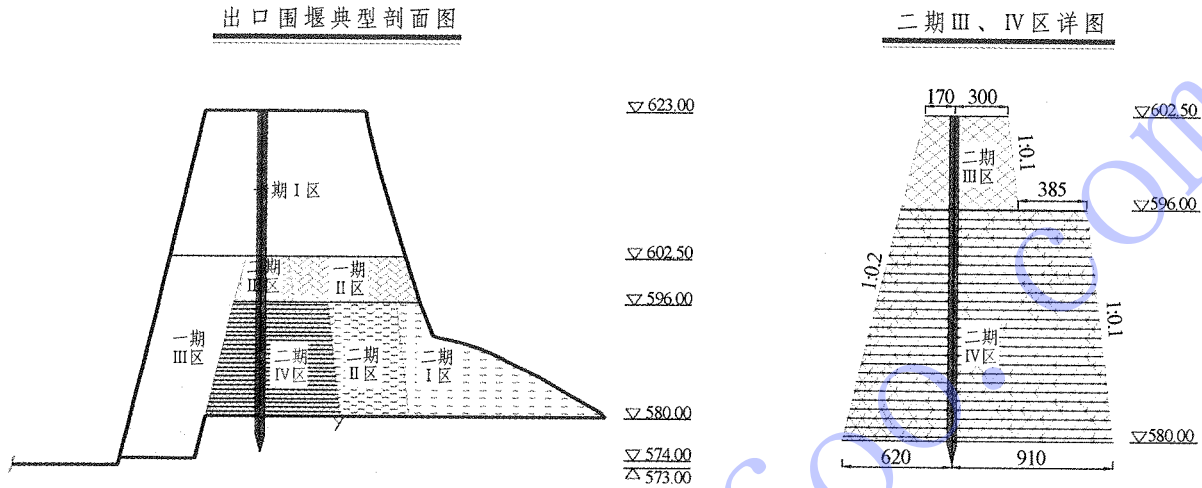 出口围堰典型剖面图
二期Ⅲ、Ⅳ区详图
623.00
602.50
596.00
580.00
574.00
573.00
一期Ⅰ区
二期
Ⅲ区
一期
Ⅱ区
一期
Ⅲ区
二期
Ⅳ区
二期
Ⅱ区
二期
Ⅰ区
170
300
602.50
二期
Ⅲ区
1:0.1
385
596.00
1:0.2
1:0.1
二期
Ⅳ区
580.00
620
910
coo.com